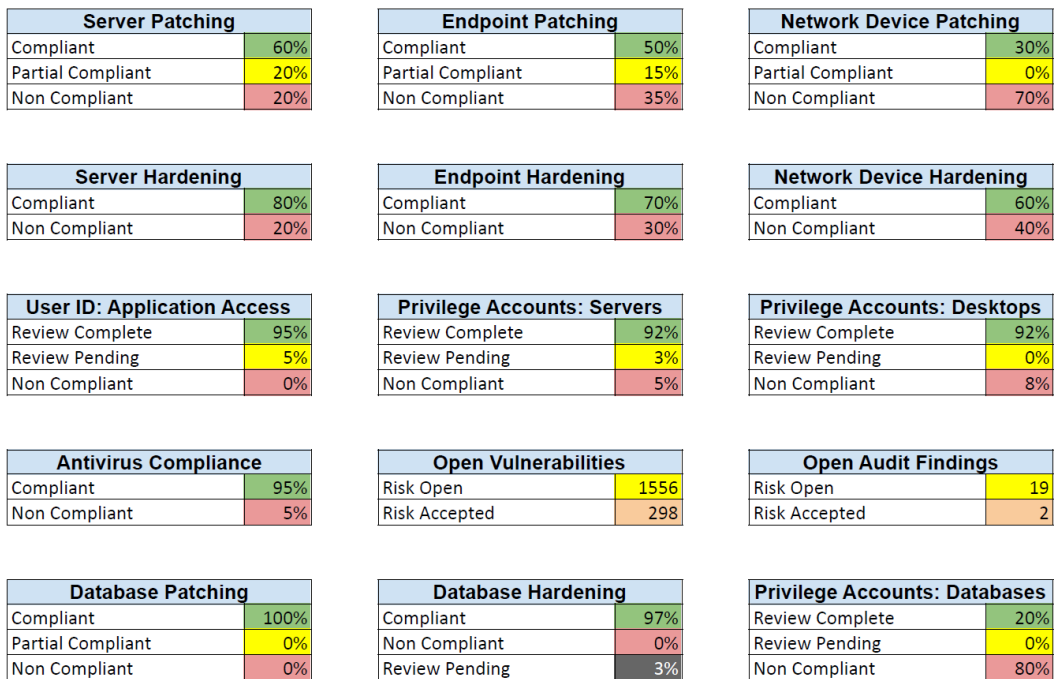 Server Patching
Compliant 60%
Partial Compliant 20%
Non Compliant 20%
Endpoint Patching
Compliant 50%
Partial Compliant 15%
Non Compliant 35%
Network Device Patching
Compliant 30%
Partial Compliant 0%
Non Compliant 70%
Server Hardening
Compliant 80%
Non Compliant 20%
Endpoint Hardening
Compliant 70%
Non Compliant 30%
Network Device Hardening
Compliant 60%
Non Compliant 40%
User ID: Application Access
Review Complete 95%
Review Pending 5%
Non Compliant 0%
Privilege Accounts: Servers
Review Complete 92%
Review Pending 3%
Non Compliant 5%
Privilege Accounts: Desktops
Review Complete 92%
Review Pending 0%
Non Compliant 8%
Antivirus Compliance
Compliant 95%
Non Compliant 5%
Open Vulnerabilities
Risk Open 1556
Risk Accepted 298
Open Audit Findings
Risk Open 19
Risk Accepted 2
Database Patching
Compliant 100%
Partial Compliant 0%
Non Compliant 0%
Database Hardening
Compliant 97%
Non Compliant 0%
Review Pending 3%
Privilege Accounts: Databases
Review Complete 20%
Review Pending 0%
Non Compliant 80%